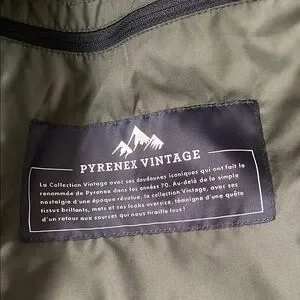 PYRENEX VINTAGE
La Collection Vintage avec ses doudounes iconiques qui ont fait la
renommée de Pyrenex dans les années 70. Au-delà de la simple
nostalgie d'une époque révolue, la collection Vintage, avec ses
tissus brillants, mats et ses looks oversize, témoigne d'une quête
d'un retour aux sources qui nous tiraille tous !